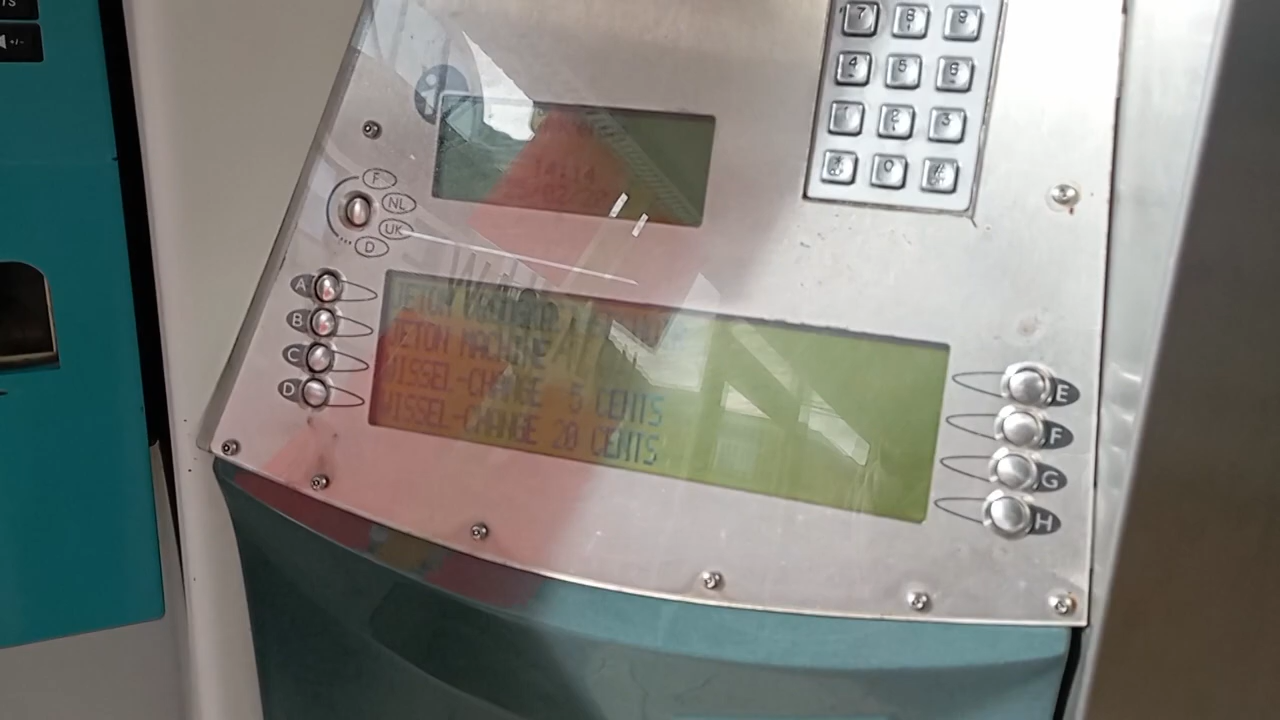 7 8 9
4 5 6
1 2 3
0 #
14:14
F
NL
UK
D
A
B
C
D
JETON MACHINE
WISSEL-CHANGE 5 CENTS
WISSEL-CHANGE 20 CENTS
E
F
G
H
+/-